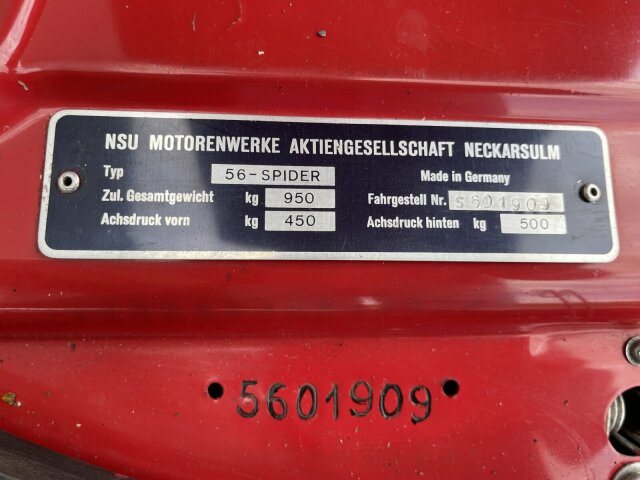 NSU MOTORENWERKE AKTIENGESELLSCHAFT NECKARSULM
Typ 56-SPIDER Made in Germany
Zul. Gesamtgewicht kg 950 Fahrgestell Nr. 5601909
Achsdruck vorn kg 450 Achsdruck hinten kg 500
5601909